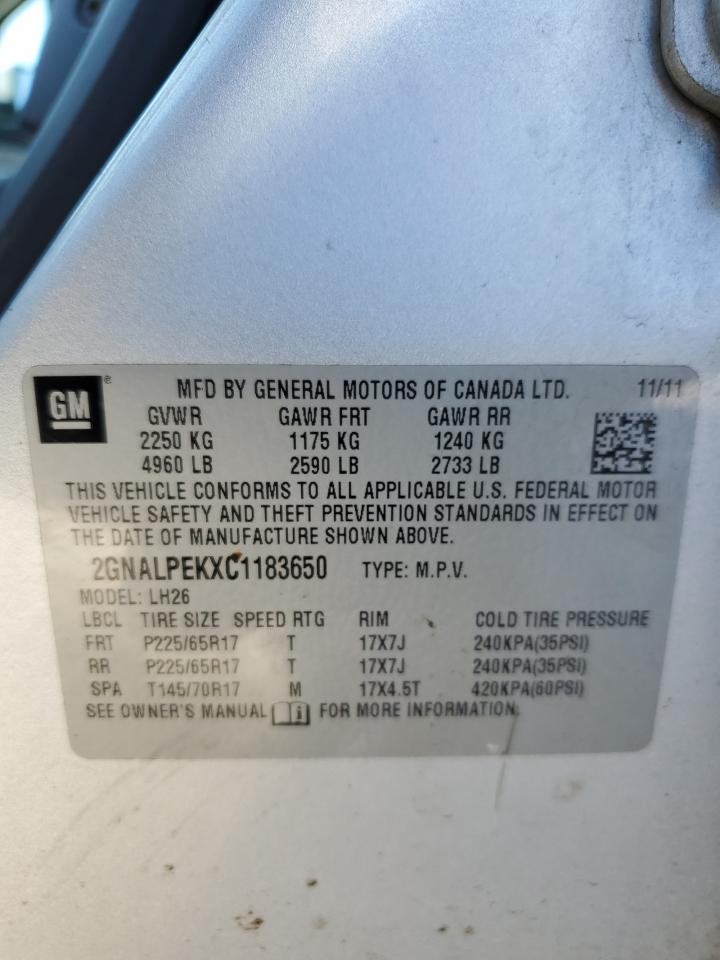 GM® MFD BY GENERAL MOTORS OF CANADA LTD. 11/11
GVWR GAWR FRT GAWR RR
2250 KG 1175 KG 1240 KG
4960 LB 2590 LB 2733 LB
THIS VEHICLE CONFORMS TO ALL APPLICABLE U.S. FEDERAL MOTOR
VEHICLE SAFETY AND THEFT PREVENTION STANDARDS IN EFFECT ON
THE DATE OF MANUFACTURE SHOWN ABOVE.
2GNALPEKXC1183650 TYPE: M.P.V.
MODEL: LH26
LBCL TIRE SIZE SPEED RTG RIM COLD TIRE PRESSURE
FRT P225/65R17 T 17X7J 240KPA(35PSI)
RR P225/65R17 T 17X7J 240KPA(35PSI)
SPA T145/70R17 M 17X4.5T 420KPA(60PSI)
SEE OWNER'S MANUAL i FOR MORE INFORMATION.